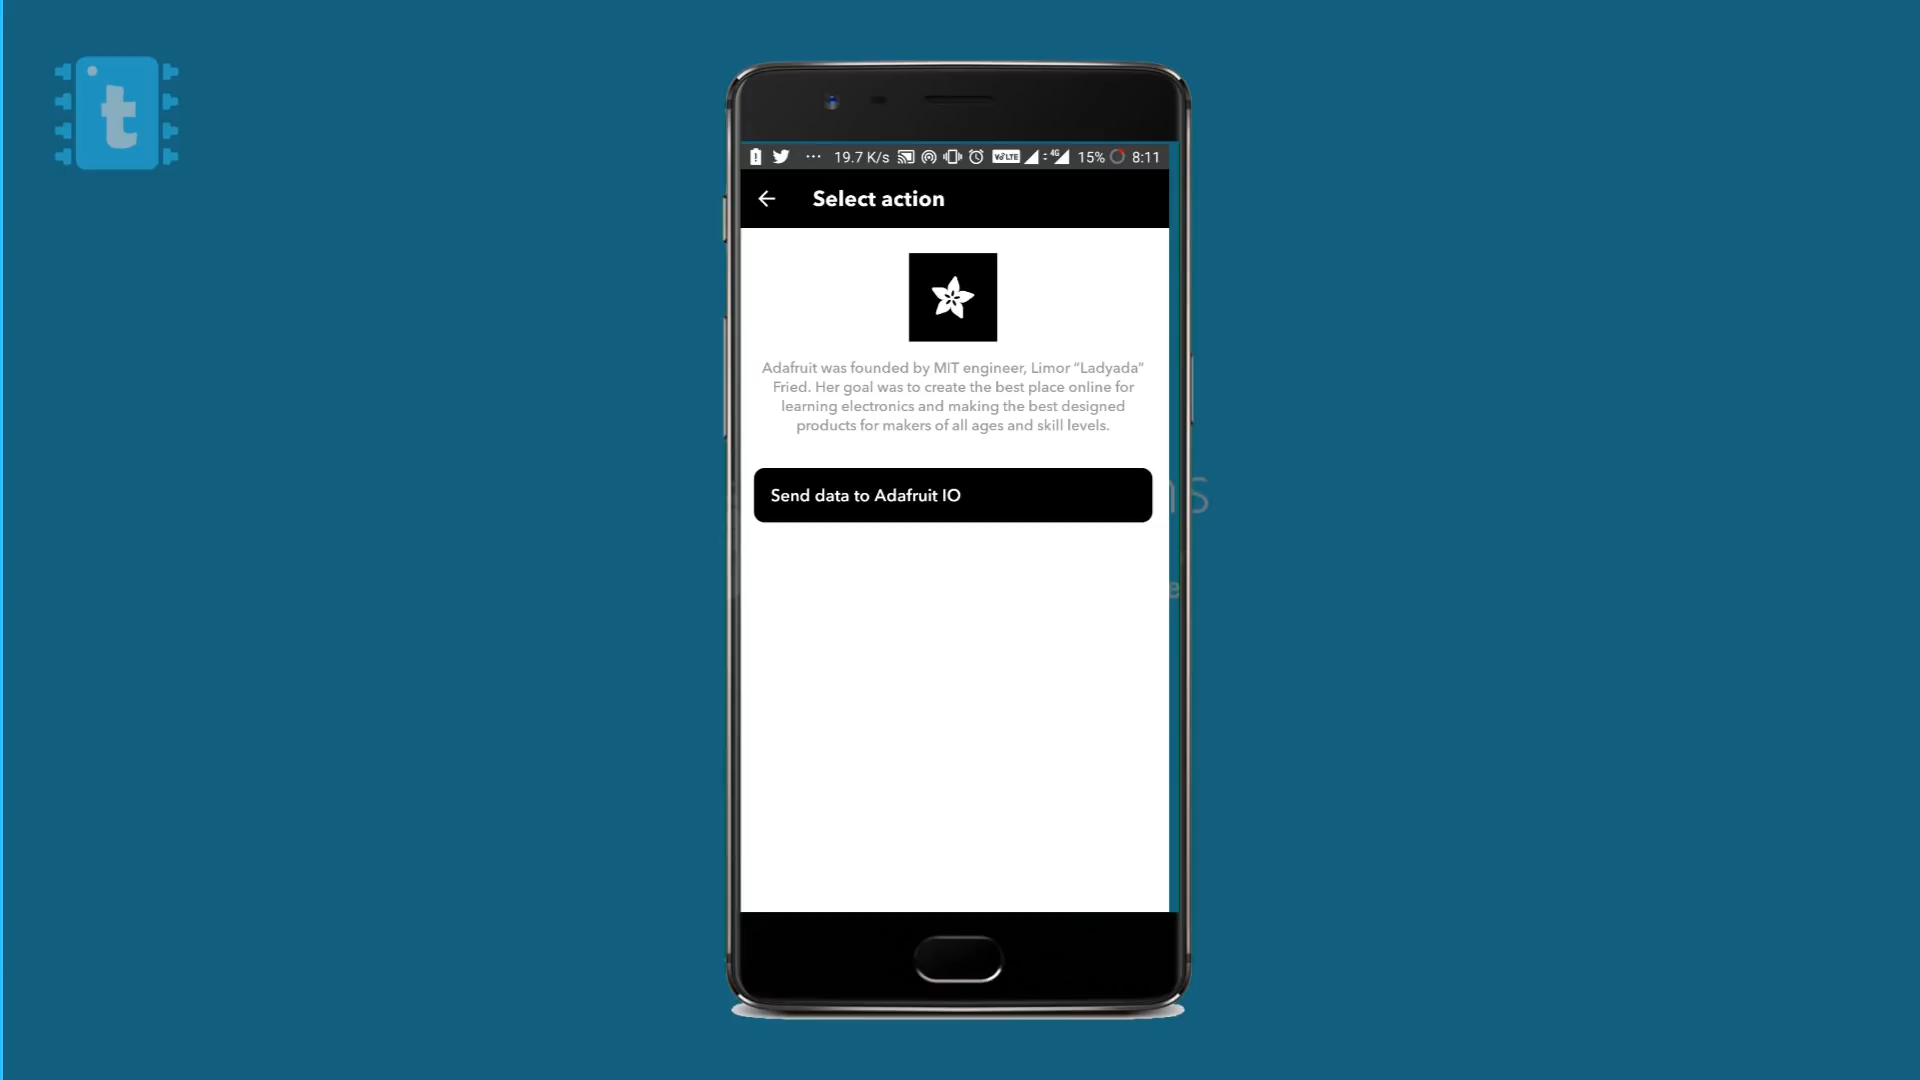 t
19.7 K/s VoLTE 4G 15% 8:11
Select action
Adafruit was founded by MIT engineer, Limor “Ladyada”
Fried. Her goal was to create the best place online for
learning electronics and making the best designed
products for makers of all ages and skill levels.
Send data to Adafruit IO